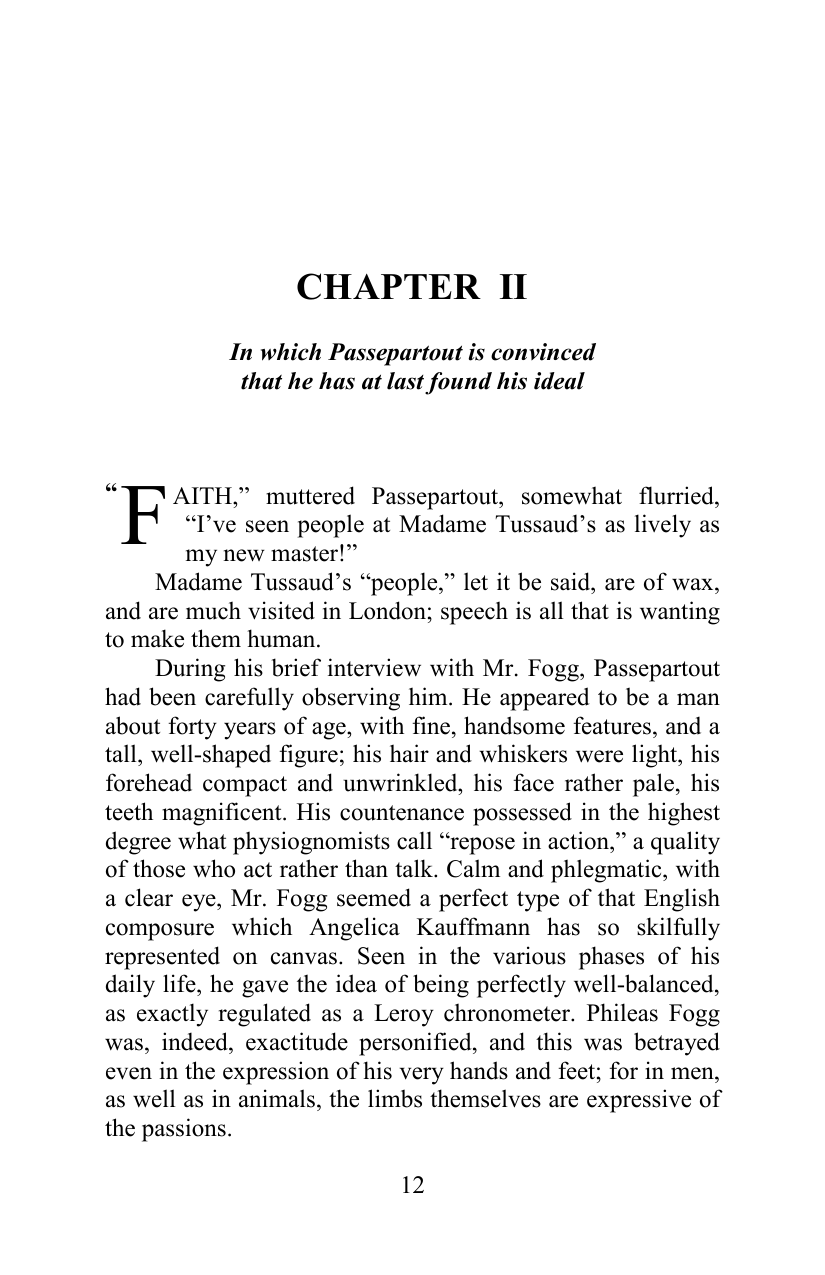 CHAPTER II
In which Passepartout is convinced
that he has at last found his ideal
“FAITH,” muttered Passepartout, somewhat flurried,
“I’ve seen people at Madame Tussaud’s as lively as
my new master!”
Madame Tussaud’s “people,” let it be said, are of wax,
and are much visited in London; speech is all that is wanting
to make them human.
During his brief interview with Mr. Fogg, Passepartout
had been carefully observing him. He appeared to be a man
about forty years of age, with fine, handsome features, and a
tall, well-shaped figure; his hair and whiskers were light, his
forehead compact and unwrinkled, his face rather pale, his
teeth magnificent. His countenance possessed in the highest
degree what physiognomists call “repose in action,” a quality
of those who act rather than talk. Calm and phlegmatic, with
a clear eye, Mr. Fogg seemed a perfect type of that English
composure which Angelica Kauffmann has so skilfully
represented on canvas. Seen in the various phases of his
daily life, he gave the idea of being perfectly well-balanced,
as exactly regulated as a Leroy chronometer. Phileas Fogg
was, indeed, exactitude personified, and this was betrayed
even in the expression of his very hands and feet; for in men,
as well as in animals, the limbs themselves are expressive of
the passions.
12